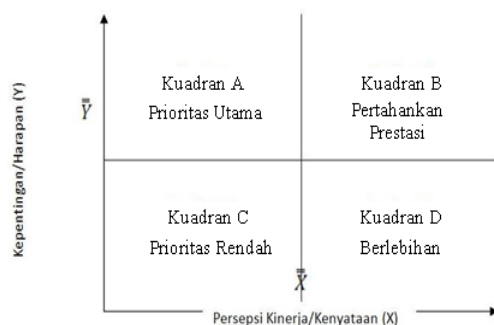 Kepentingan/Harapan (Y)
Y̿
Kuadran A
Prioritas Utama
Kuadran B
Pertahankan
Prestasi
Kuadran C
Prioritas Rendah
Kuadran D
Berlebihan
X̿
Persepsi Kinerja/Kenyataan (X)